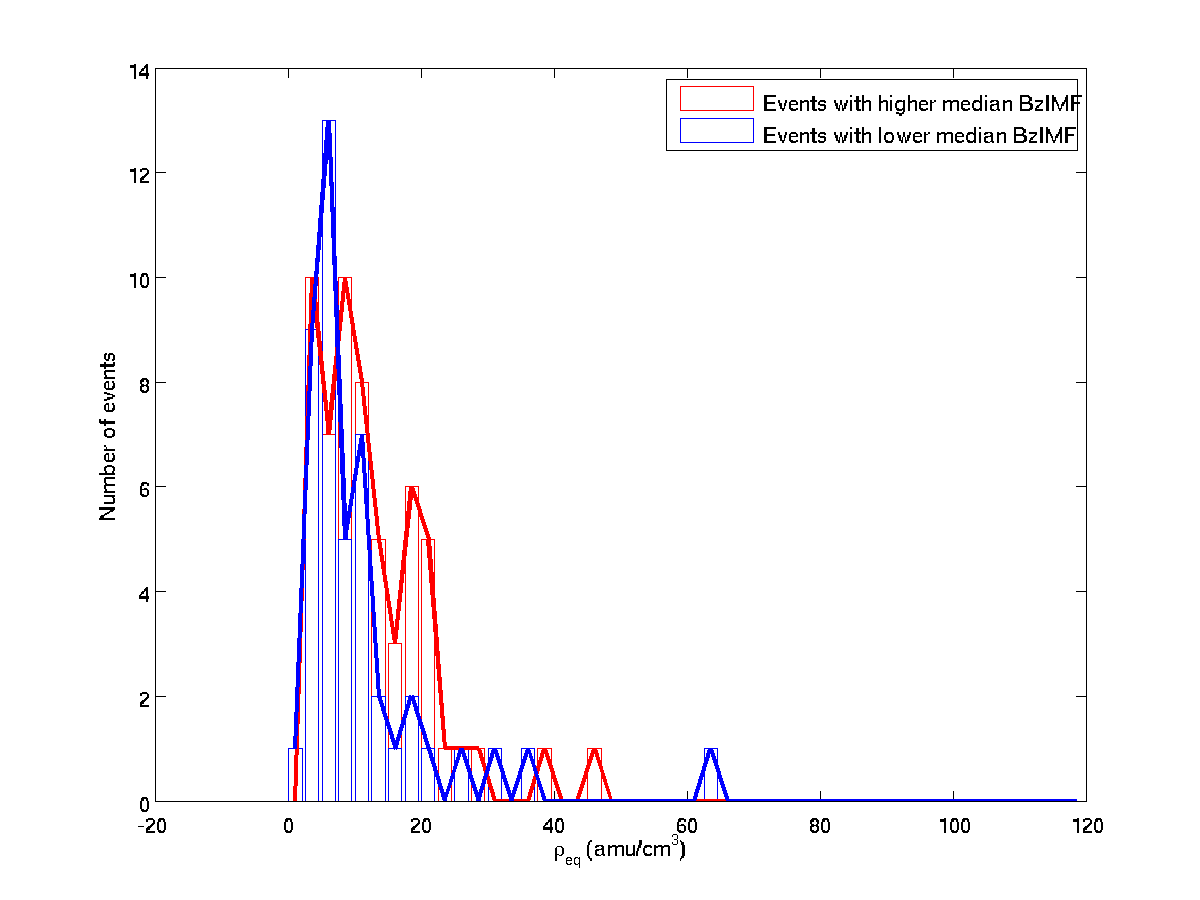 14
12
10
8
6
4
2
0
Number of events
Events with higher median BzIMF
Events with lower median BzIMF
-20 0 20 40 60 80 100 120
ρeq (amu/cm3)